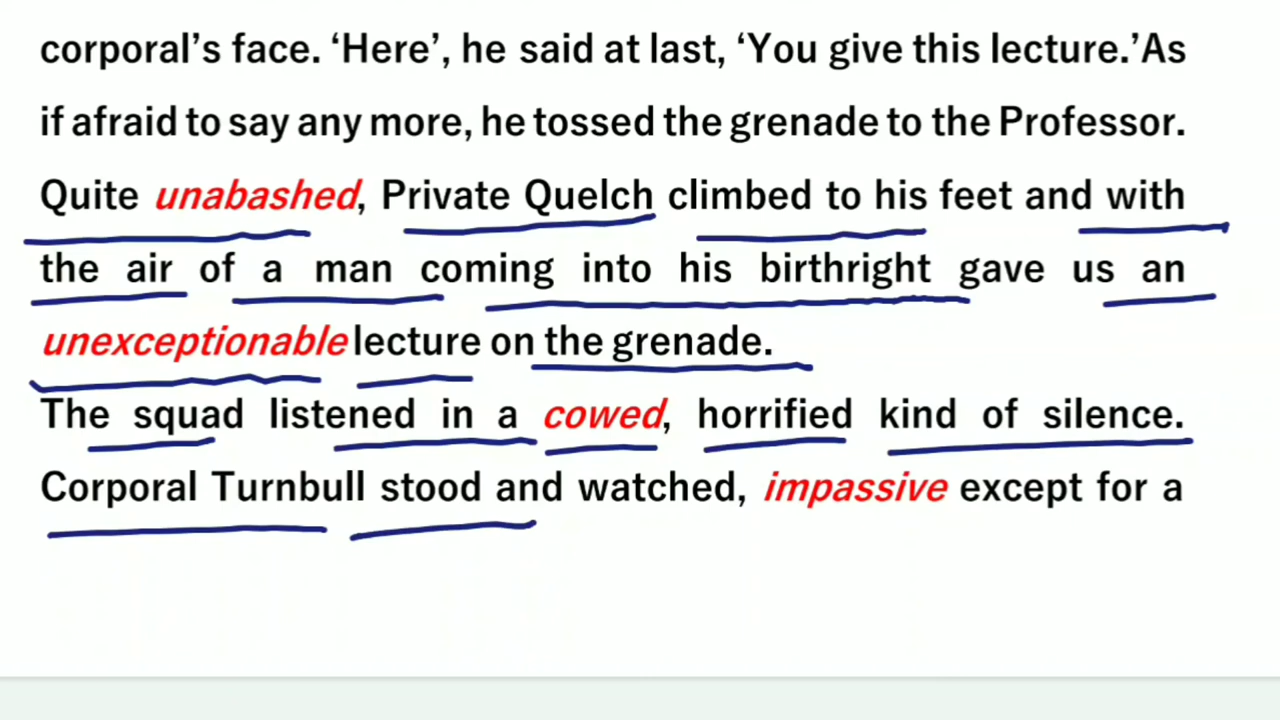 corporal’s face. ‘Here’, he said at last, ‘You give this lecture.’As
if afraid to say any more, he tossed the grenade to the Professor.
Quite unabashed, Private Quelch climbed to his feet and with
the air of a man coming into his birthright gave us an
unexceptionable lecture on the grenade.
The squad listened in a cowed, horrified kind of silence.
Corporal Turnbull stood and watched, impassive except for a